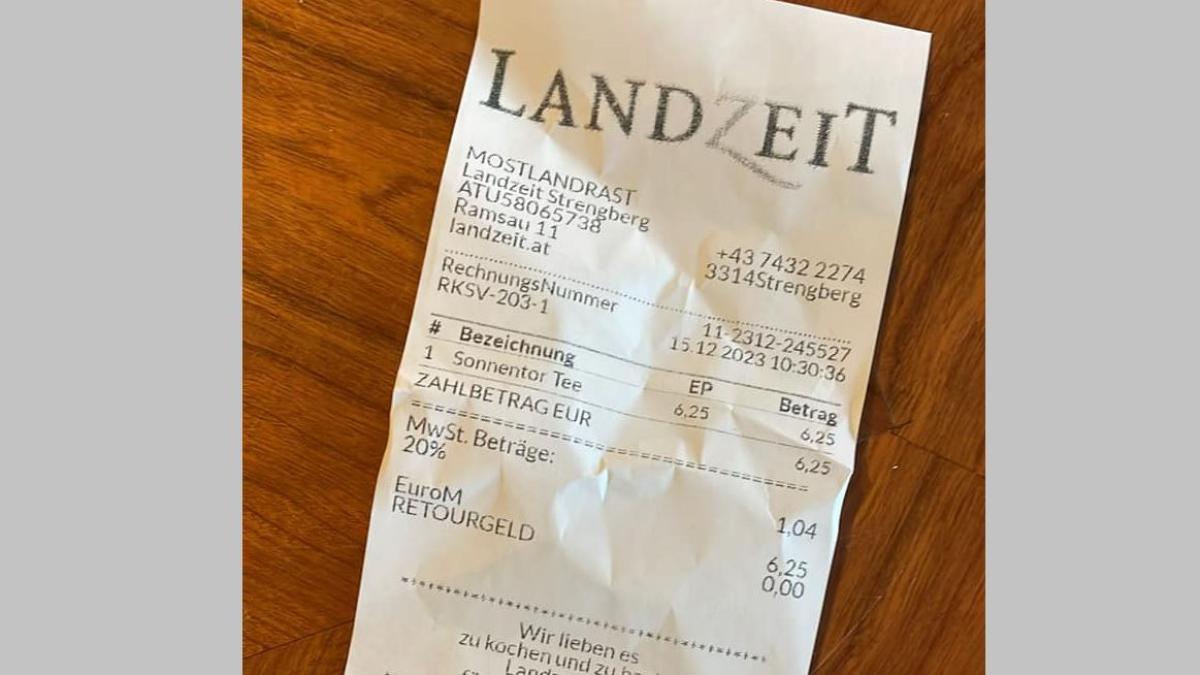 LANDZEIT
MOSTLANDRAST
Landzeit Strengberg
ATU58065738
Ramsau 11 +43 7432 2274
landzeit.at 3314Strengberg
RechnungsNummer 11-2312-245527
RKSV-203-1 15.12 2023 10:30:36
# Bezeichnung EP Betrag
1 Sonnentor Tee 6,25 6,25
ZAHLBETRAG EUR 6,25
MwSt. Beträge:
20% 1,04
EuroM 6,25
RETOURGELD 0,00
Wir lieben es
zu kochen und zu